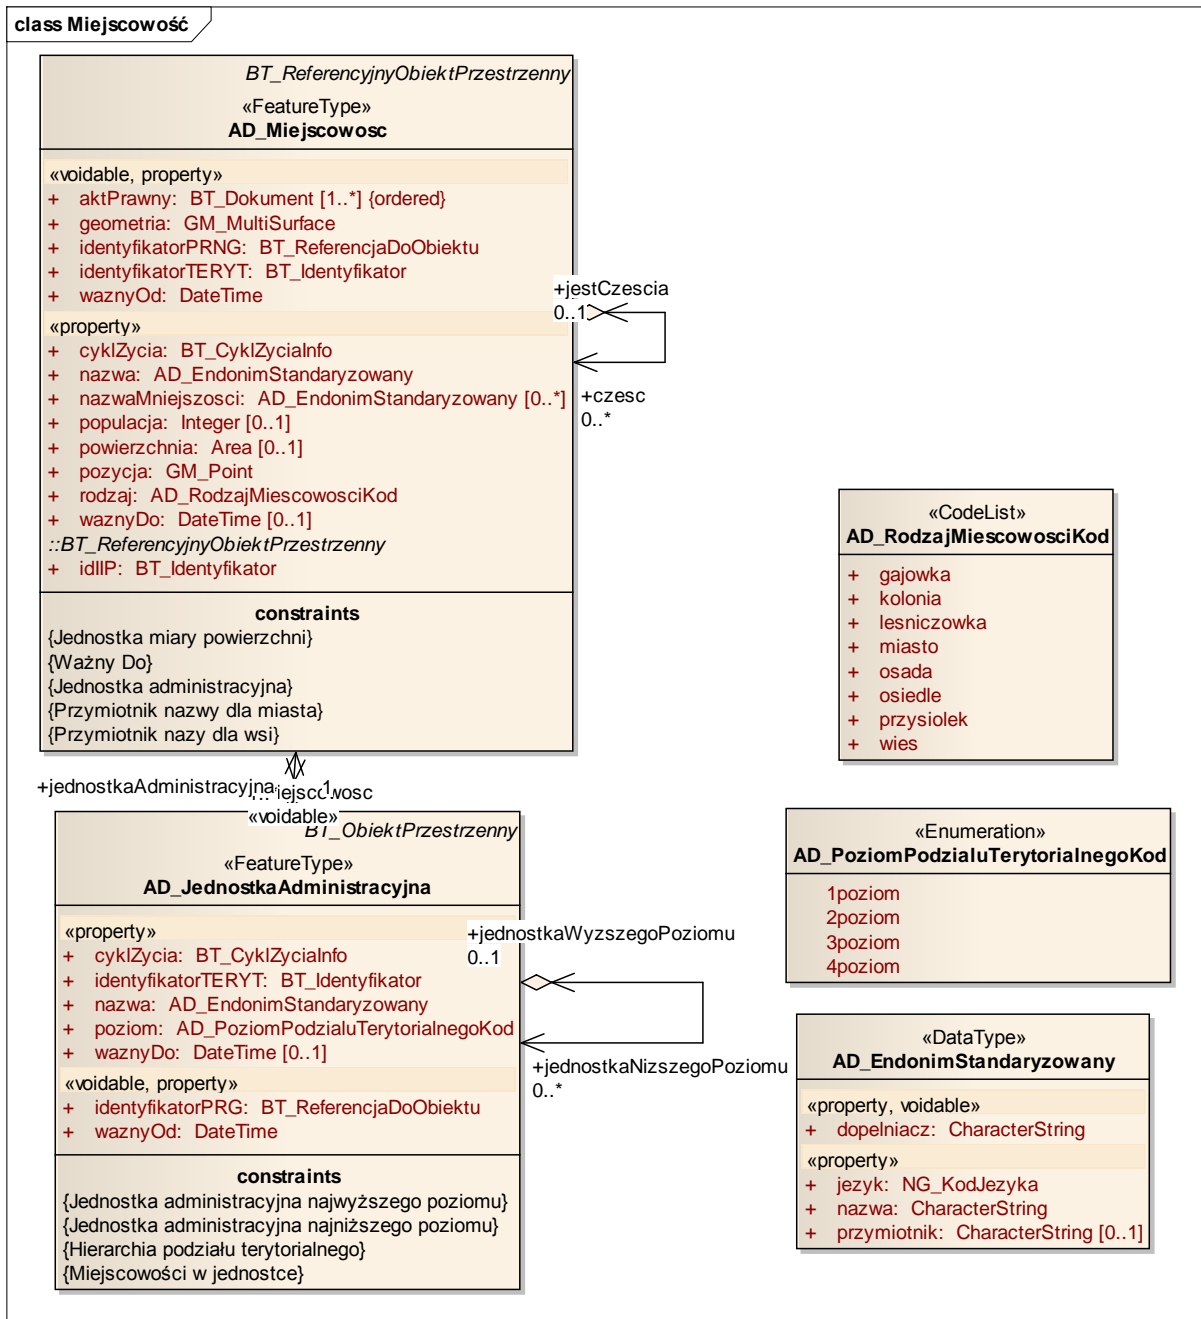 class Miejscowość
BT_ReferencyjnyObiektPrzestrzenny
«FeatureType»
AD_Miejscowosc
«voidable, property»
+ aktPrawny: BT_Dokument [1..*] {ordered}
+ geometria: GM_MultiSurface
+ identyfikatorPRNG: BT_ReferencjaDoObiektu
+ identyfikatorTERYT: BT_Identyfikator
+ waznyOd: DateTime
«property»
+ cyklZycia: BT_CyklZyciaInfo
+ nazwa: AD_EndonimStandaryzowany
+ nazwaMniejszosci: AD_EndonimStandaryzowany [0..*]
+ populacja: Integer [0..1]
+ powierzchnia: Area [0..1]
+ pozycja: GM_Point
+ rodzaj: AD_RodzajMiescowosciKod
+ waznyDo: DateTime [0..1]
::BT_ReferencyjnyObiektPrzestrzenny
+ idIIP: BT_Identyfikator
constraints
{Jednostka miary powierzchni}
{Ważny Do}
{Jednostka administracyjna}
{Przymiotnik nazwy dla miasta}
{Przymiotnik nazy dla wsi}
+jestCzescia
0..1
+czesc
0..*
+jednostkaAdministracyjna
1
«voidable»
BT_ObiektPrzestrzenny
«FeatureType»
AD_JednostkaAdministracyjna
«property»
+ cyklZycia: BT_CyklZyciaInfo
+ identyfikatorTERYT: BT_Identyfikator
+ nazwa: AD_EndonimStandaryzowany
+ poziom: AD_PoziomPodzialuTerytorialnegoKod
+ waznyDo: DateTime [0..1]
«voidable, property»
+ identyfikatorPRG: BT_ReferencjaDoObiektu
+ waznyOd: DateTime
constraints
{Jednostka administracyjna najwyższego poziomu}
{Jednostka administracyjna najniższego poziomu}
{Hierarchia podziału terytorialnego}
{Miejscowości w jednostce}
+jednostkaWyzszegoPoziomu
0..1
+jednostkaNizszegoPoziomu
0..*
«CodeList»
AD_RodzajMiescowosciKod
+ gajowka
+ kolonia
+ lesniczowka
+ miasto
+ osada
+ osiedle
+ przysiolek
+ wies
«Enumeration»
AD_PoziomPodzialuTerytorialnegoKod
1poziom
2poziom
3poziom
4poziom
«DataType»
AD_EndonimStandaryzowany
«property, voidable»
+ dopelniacz: CharacterString
«property»
+ jezyk: NG_KodJezyka
+ nazwa: CharacterString
+ przymiotnik: CharacterString [0..1]